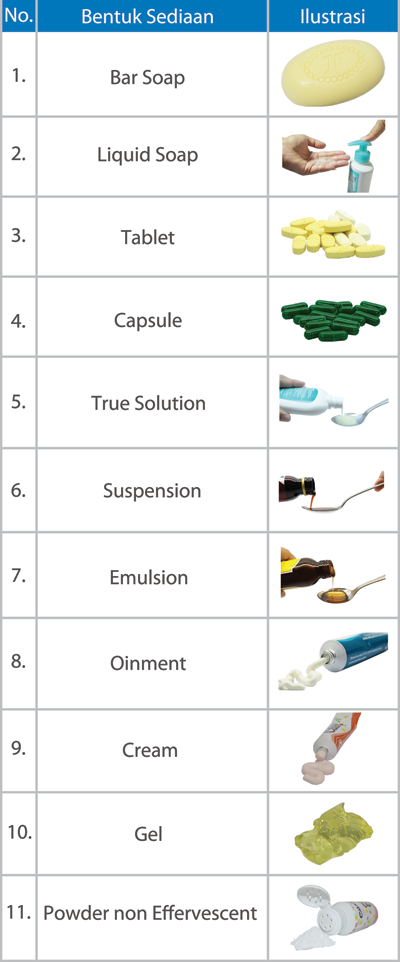 No. Bentuk Sediaan Ilustrasi
1. Bar Soap
2. Liquid Soap
3. Tablet
4. Capsule
5. True Solution
6. Suspension
7. Emulsion
8. Oinment
9. Cream
10. Gel
11. Powder non Effervescent